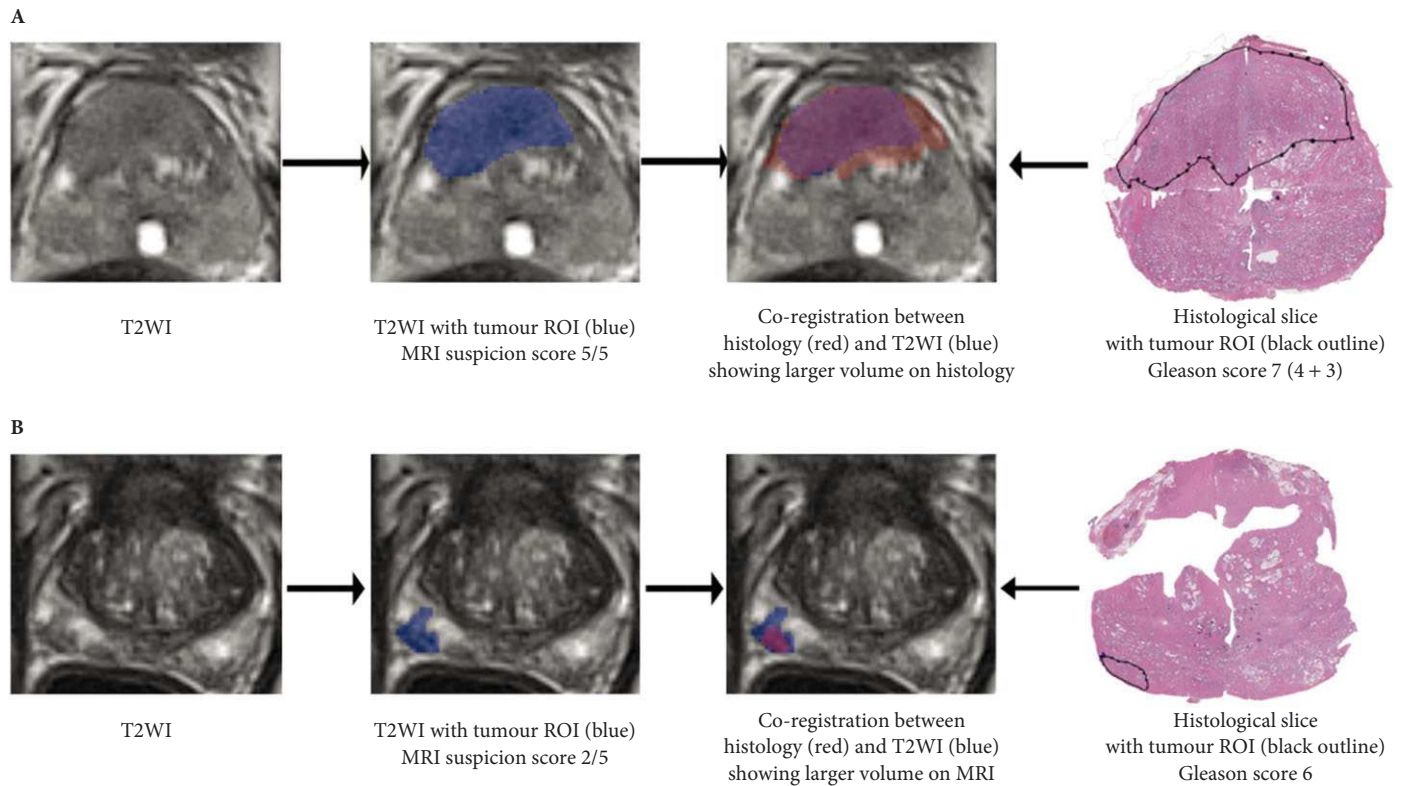 A
T2WI
T2WI with tumour ROI (blue)
MRI suspicion score 5/5
Co-registration between
histology (red) and T2WI (blue)
showing larger volume on histology
Histological slice
with tumour ROI (black outline)
Gleason score 7 (4 + 3)
B
T2WI
T2WI with tumour ROI (blue)
MRI suspicion score 2/5
Co-registration between
histology (red) and T2WI (blue)
showing larger volume on MRI
Histological slice
with tumour ROI (black outline)
Gleason score 6